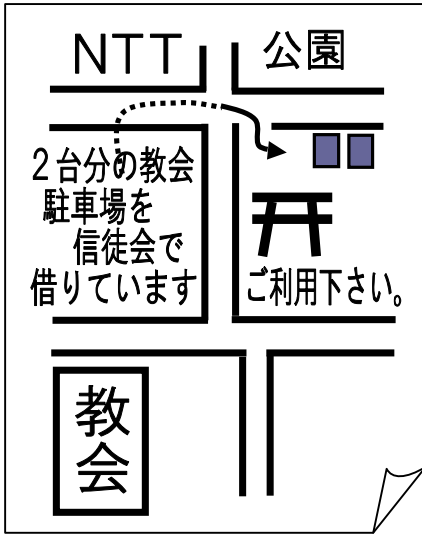 NTT
公園
2台分の教会
駐車場を
信徒会で
借りています
ご利用下さい。
教会